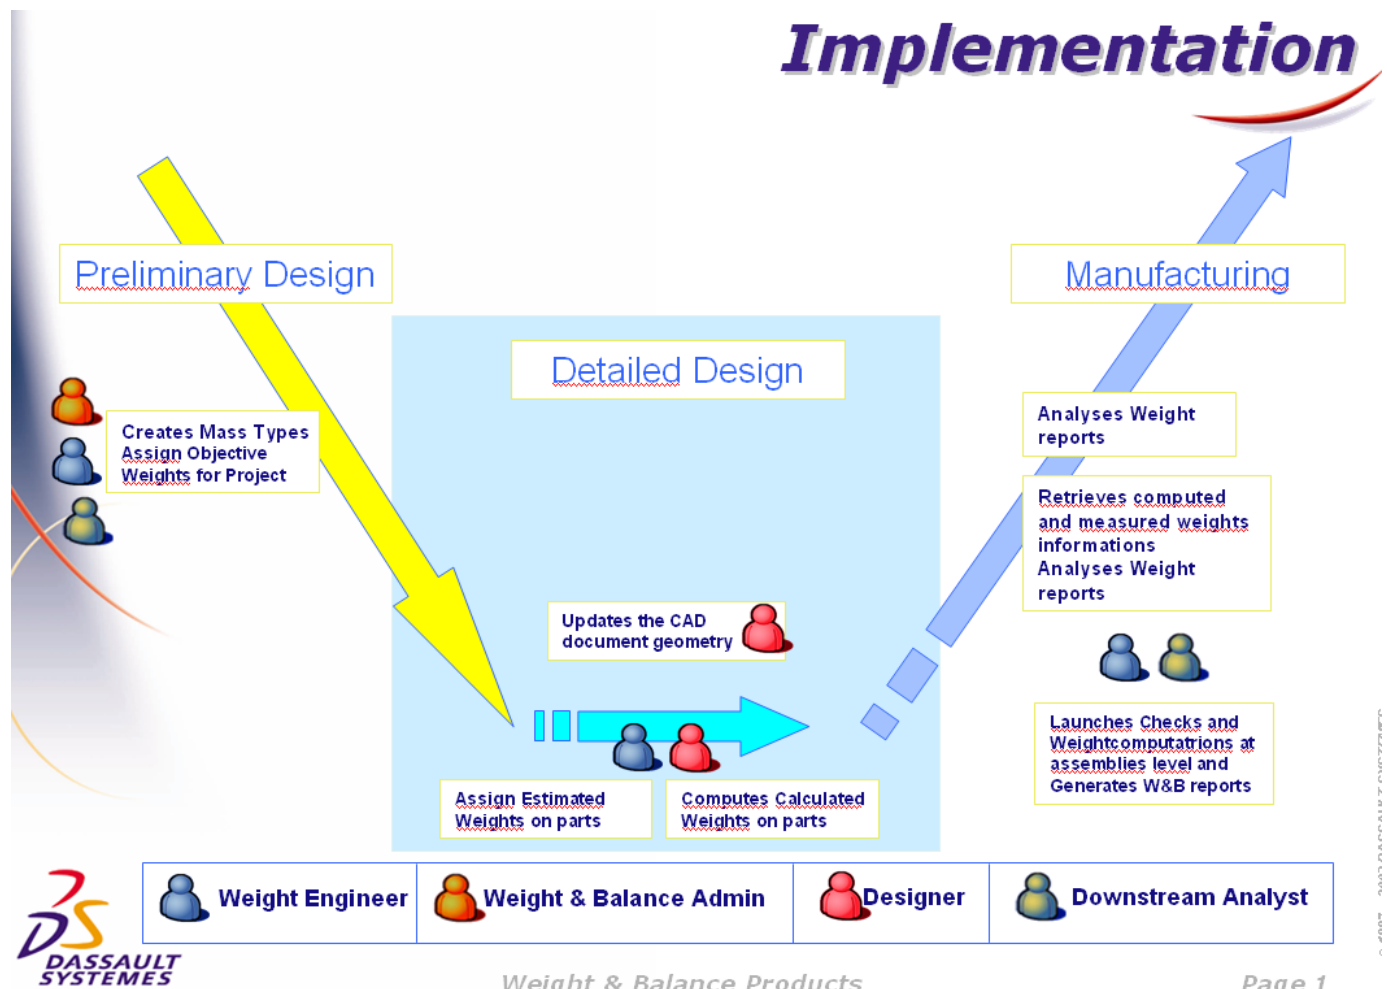 Implementation
Preliminary Design
Manufacturing
Detailed Design
Creates Mass Types
Assign Objective
Weights for Project
Analyses Weight
reports
Retrieves computed
and measured weights
informations
Analyses Weight
reports
Updates the CAD
document geometry
Launches Checks and
Weightcomputatrions at
assemblies level and
Generates W&B reports
Assign Estimated
Weights on parts
Computes Calculated
Weights on parts
Weight Engineer
Weight & Balance Admin
Designer
Downstream Analyst
DASSAULT
SYSTEMES
Weight & Balance Products
Page 1